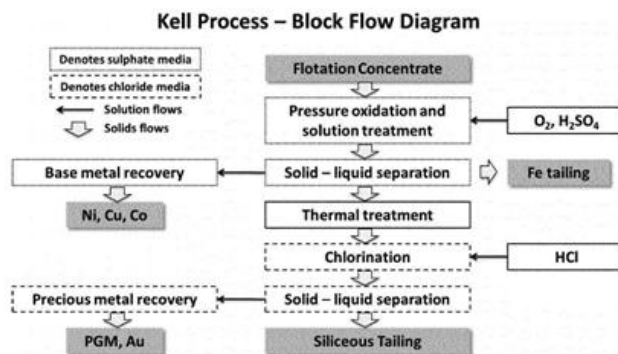 Kell Process – Block Flow Diagram
Denotes sulphate media
Denotes chloride media
Solution flows
Solids flows
Flotation Concentrate
Pressure oxidation and
solution treatment
O₂, H₂SO₄
Base metal recovery
Solid – liquid separation
Fe tailing
Ni, Cu, Co
Thermal treatment
Chlorination
HCl
Precious metal recovery
Solid – liquid separation
PGM, Au
Siliceous Tailing